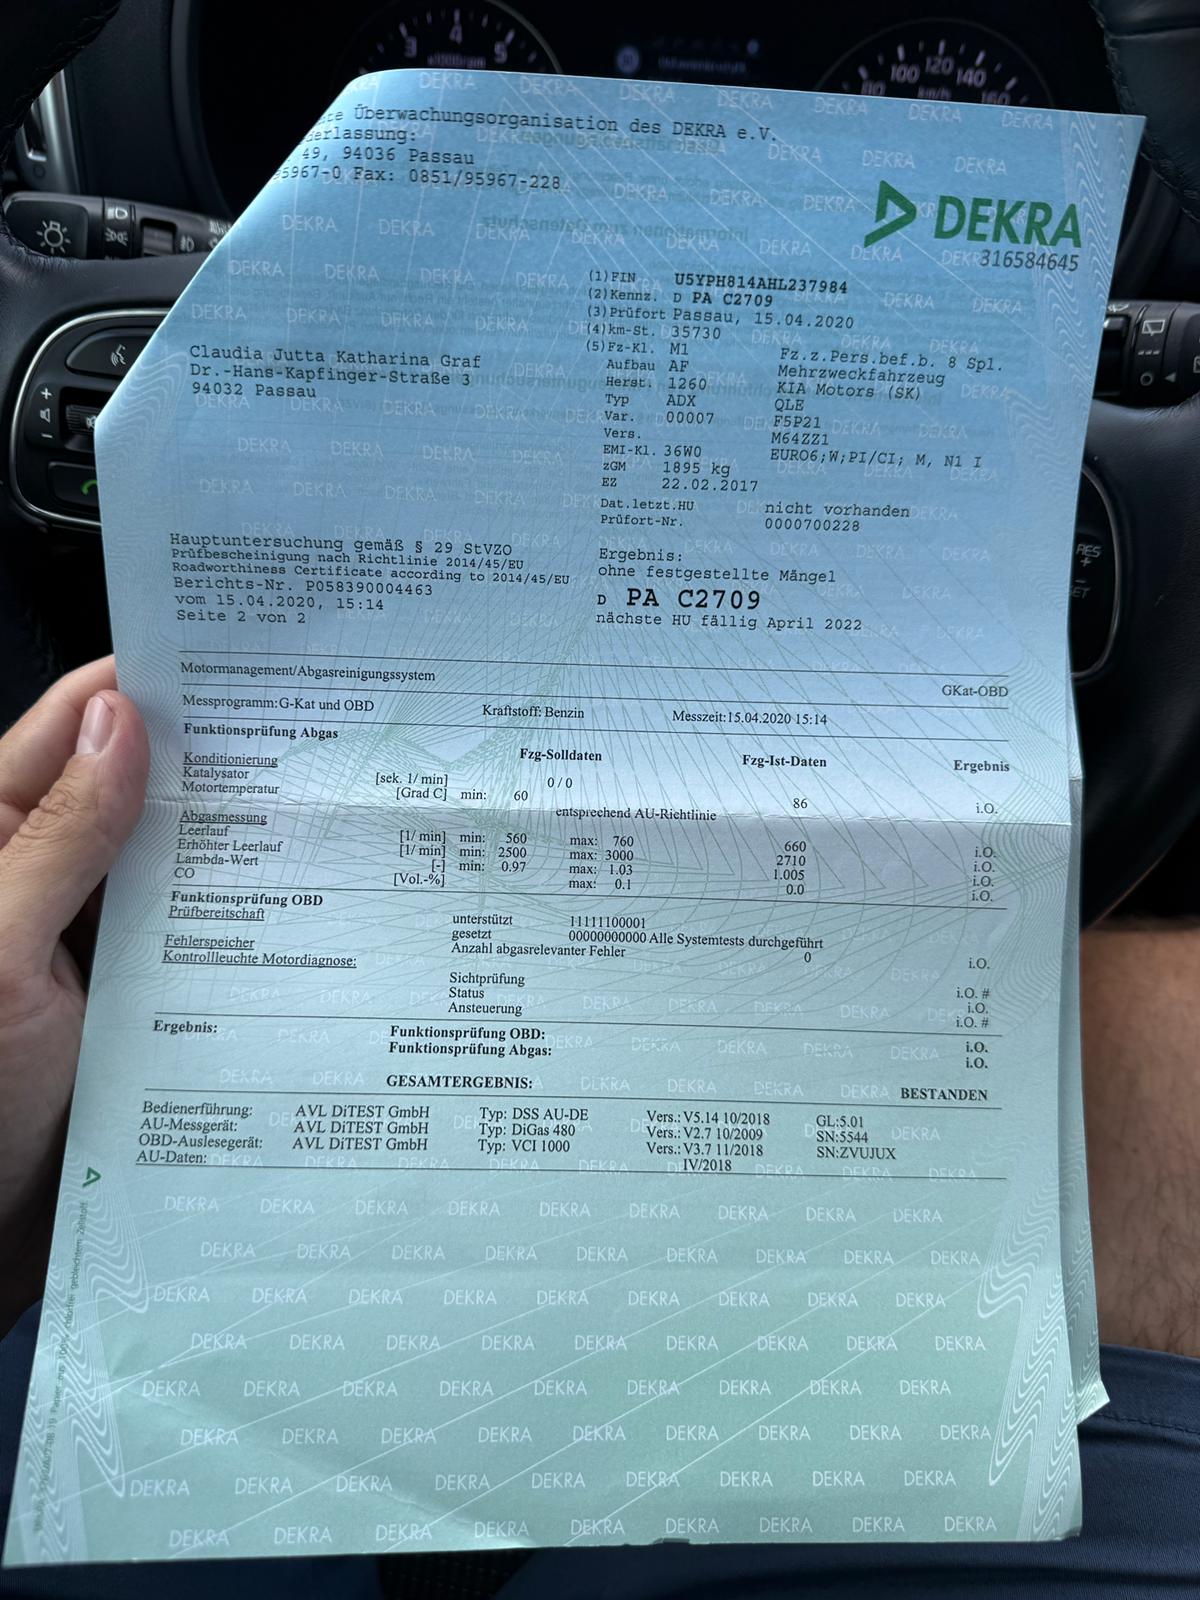 Überwachungsorganisation des DEKRA e.V.
erlassung:
49, 94036 Passau
95967-0 Fax: 0851/95967-228
DEKRA
316584645
(1) FIN U5YPH814AHL237984
(2) Kennz. D PA C2709
(3) Prüfort Passau, 15.04.2020
(4) km-St. 35730
(5) Fz-Kl. M1 Fz.z.Pers.bef.b. 8 Spl.
Aufbau AF Mehrzweckfahrzeug
Herst. 1260 KIA Motors (SK)
Typ ADX QLE
Var. 00007 F5P21
Vers. M64ZZ1
EMI-Kl. 36W0 EURO6;W;PI/CI; M, N1 I
zGM 1895 kg
EZ 22.02.2017
Dat.letzt.HU nicht vorhanden
Prüfort-Nr. 0000700228
Claudia Jutta Katharina Graf
Dr.-Hans-Kapfinger-Straße 3
94032 Passau
Hauptuntersuchung gemäß § 29 StVZO
Prüfbescheinigung nach Richtlinie 2014/45/EU
Roadworthiness Certificate according to 2014/45/EU
Berichts-Nr. P058390004463
vom 15.04.2020, 15:14
Seite 2 von 2
Ergebnis:
ohne festgestellte Mängel
D PA C2709
nächste HU fällig April 2022
Motormanagement/Abgasreinigungssystem GKat-OBD
Messprogramm:G-Kat und OBD Kraftstoff: Benzin Messzeit:15.04.2020 15:14
Funktionsprüfung Abgas Fzg-Solldaten Fzg-Ist-Daten Ergebnis
Konditionierung
Katalysator [sek. 1/ min] 0 / 0
Motortemperatur [Grad C] min: 60 86 i.O.
Abgasmessung entsprechend AU-Richtlinie
Leerlauf [1/ min] min: 560 max: 760 660 i.O.
Erhöhter Leerlauf [1/ min] min: 2500 max: 3000 2710 i.O.
Lambda-Wert [-] min: 0.97 max: 1.03 1.005 i.O.
CO [Vol.-%] max: 0.1 0.0 i.O.
Funktionsprüfung OBD
Prüfbereitschaft unterstützt 11111100001
gesetzt 00000000000 Alle Systemtests durchgeführt
Fehlerspeicher Anzahl abgasrelevanter Fehler 0 i.O.
Kontrollleuchte Motordiagnose:
Sichtprüfung i.O. #
Status i.O.
Ansteuerung i.O. #
Ergebnis: Funktionsprüfung OBD: i.O.
Funktionsprüfung Abgas: i.O.
GESAMTERGEBNIS: BESTANDEN
Bedienerführung: AVL DiTEST GmbH Typ: DSS AU-DE Vers.: V5.14 10/2018 GL:5.01
AU-Messgerät: AVL DiTEST GmbH Typ: DiGas 480 Vers.: V2.7 10/2009 SN:5544
OBD-Auslesegerät: AVL DiTEST GmbH Typ: VCI 1000 Vers.: V3.7 11/2018 SN:ZVUJUX
AU-Daten: IV/2018